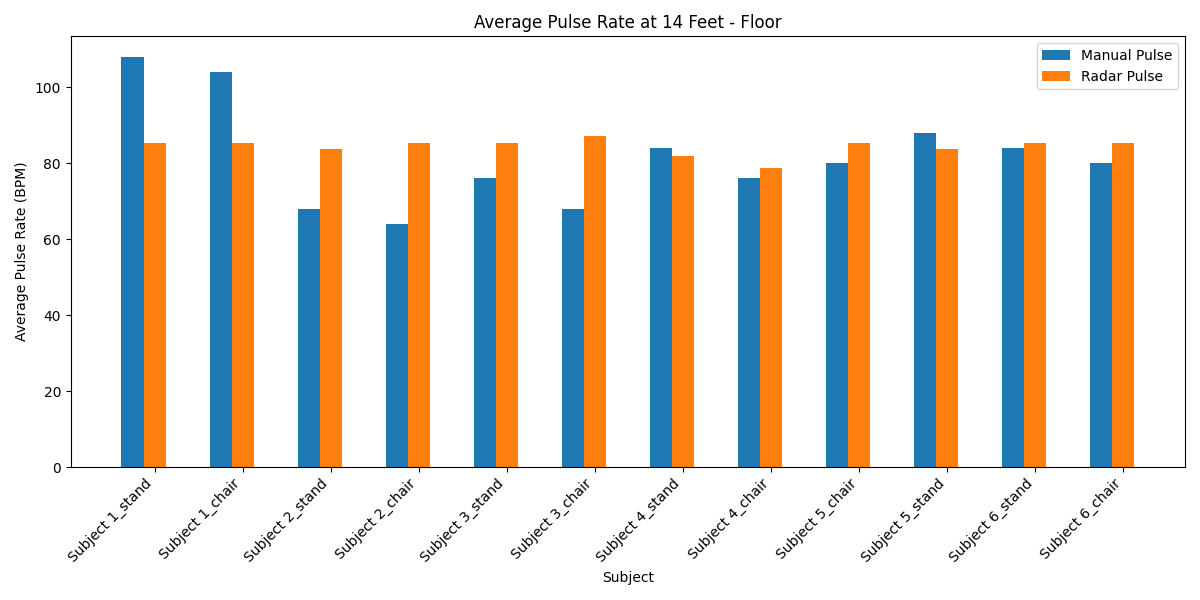 Average Pulse Rate at 14 Feet - Floor
Manual Pulse
Radar Pulse
Average Pulse Rate (BPM)
100
80
60
40
20
0
Subject 1_stand
Subject 1_chair
Subject 2_stand
Subject 2_chair
Subject 3_stand
Subject 3_chair
Subject 4_stand
Subject 4_chair
Subject 5_chair
Subject 5_stand
Subject 6_stand
Subject 6_chair
Subject